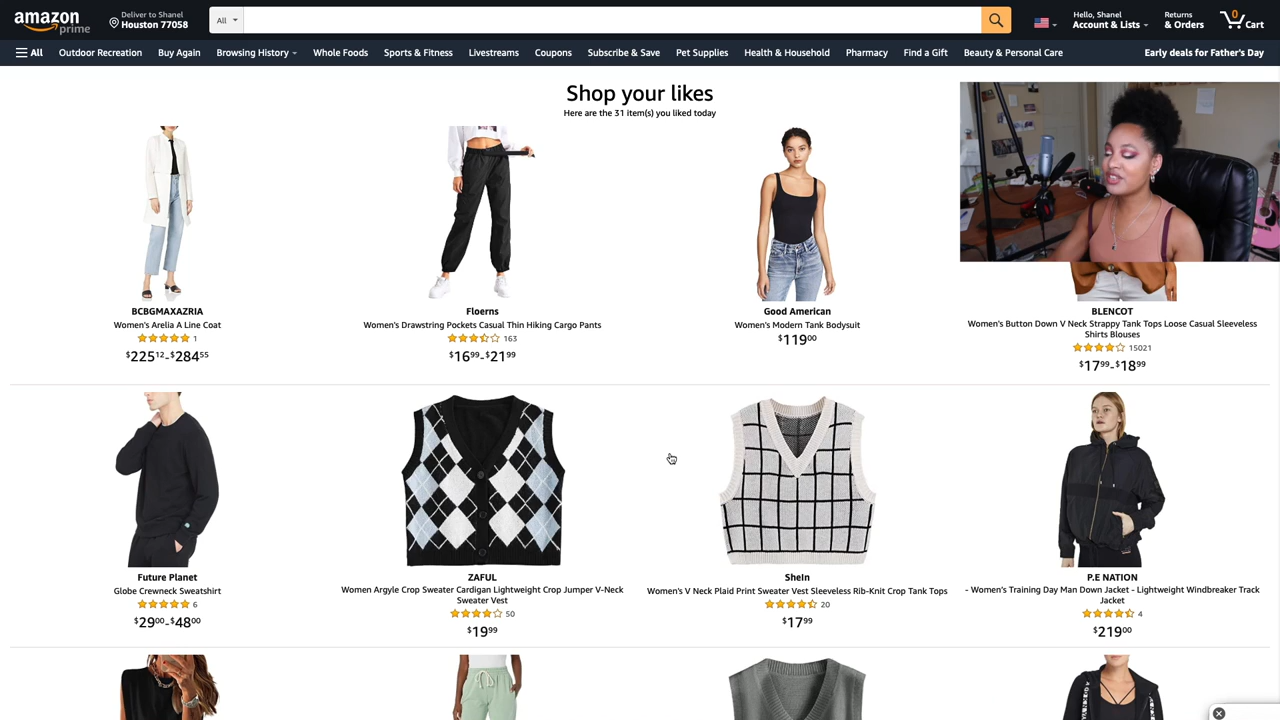 amazon
prime
Deliver to Shanel
Houston 77058
All
Hello, Shanel
Account & Lists
Returns
& Orders
0
Cart
All
Outdoor Recreation
Buy Again
Browsing History
Whole Foods
Sports & Fitness
Livestreams
Coupons
Subscribe & Save
Pet Supplies
Health & Household
Pharmacy
Find a Gift
Beauty & Personal Care
Early deals for Father's Day
Shop your likes
Here are the 31 item(s) you liked today
BCBGMAXAZRIA
Women's Arelia A Line Coat
1
$225.12-$284.55
Floerns
Women's Drawstring Pockets Casual Thin Hiking Cargo Pants
163
$16.99-$21.99
Good American
Women's Modern Tank Bodysuit
$119.00
BLENCOT
Women's Button Down V Neck Strappy Tank Tops Loose Casual Sleeveless
Shirts Blouses
15021
$17.99-$18.99
Future Planet
Globe Crewneck Sweatshirt
6
$29.00-$48.00
ZAFUL
Women Argyle Crop Sweater Cardigan Lightweight Crop Jumper V-Neck
Sweater Vest
50
$19.99
SheIn
Women's V Neck Plaid Print Sweater Vest Sleeveless Rib-Knit Crop Tank Tops
20
$17.99
P.E NATION
- Women's Training Day Man Down Jacket - Lightweight Windbreaker Track
Jacket
4
$219.00